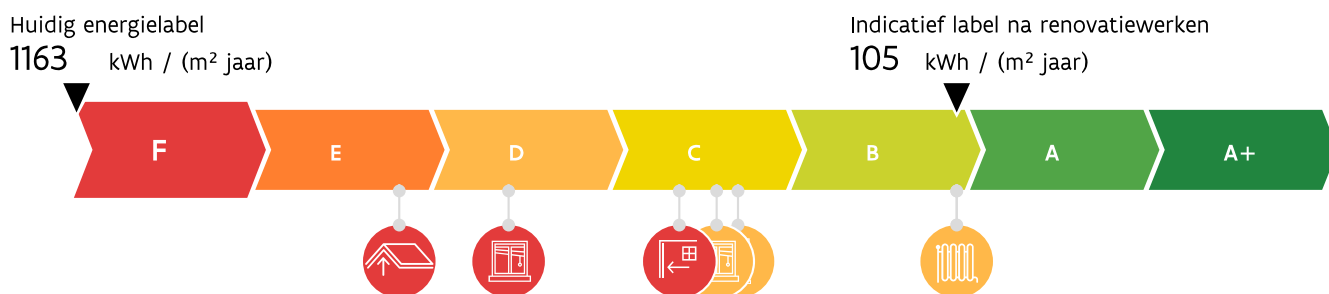 Huidig energielabel
1163 kWh / (m² jaar)
Indicatief label na renovatiewerken
105 kWh / (m² jaar)
F E D C B A A+